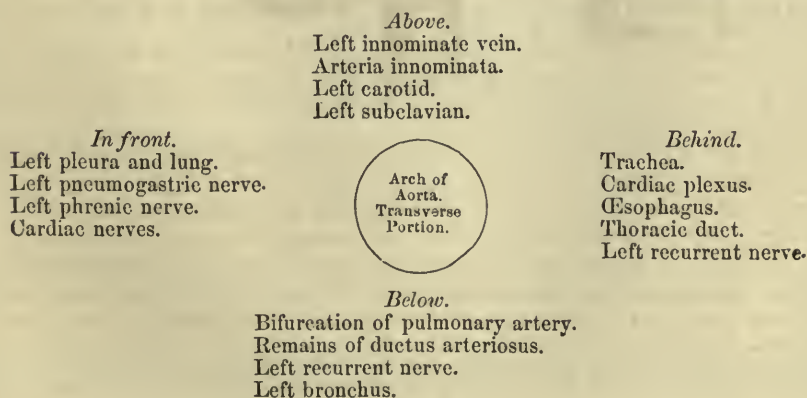 Above.
Left innominate vein.
Arteria innominata.
Left carotid.
Left subclavian.
In front.
Left pleura and lung.
Left pneumogastric nerve.
Left phrenic nerve.
Cardiac nerves.
Arch of
Aorta.
Transverse
Portion.
Behind.
Trachea.
Cardiac plexus.
Œsophagus.
Thoracic duct.
Left recurrent nerve.
Below.
Bifurcation of pulmonary artery.
Remains of ductus arteriosus.
Left recurrent nerve.
Left bronchus.